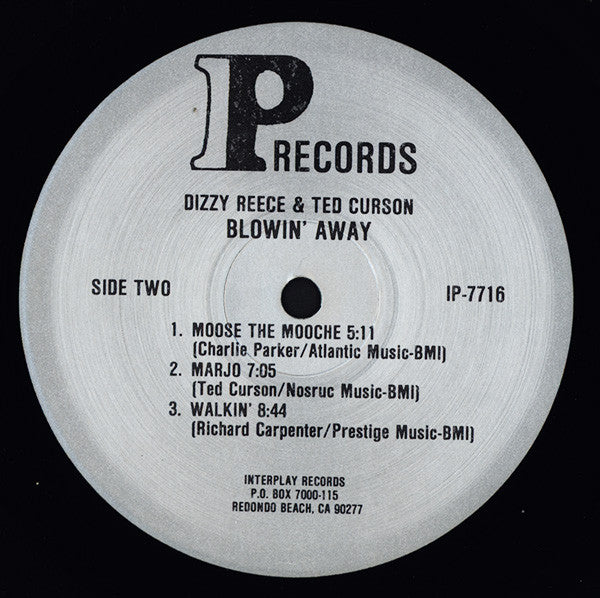 IP RECORDS
DIZZY REECE & TED CURSON
BLOWIN' AWAY
SIDE TWO
IP-7716
1. MOOSE THE MOOCHE 5:11
(Charlie Parker/Atlantic Music-BMI)
2. MARJO 7:05
(Ted Curson/Nosruc Music-BMI)
3. WALKIN' 8:44
(Richard Carpenter/Prestige Music-BMI)
INTERPLAY RECORDS
P.O. BOX 7000-115
REDONDO BEACH, CA 90277